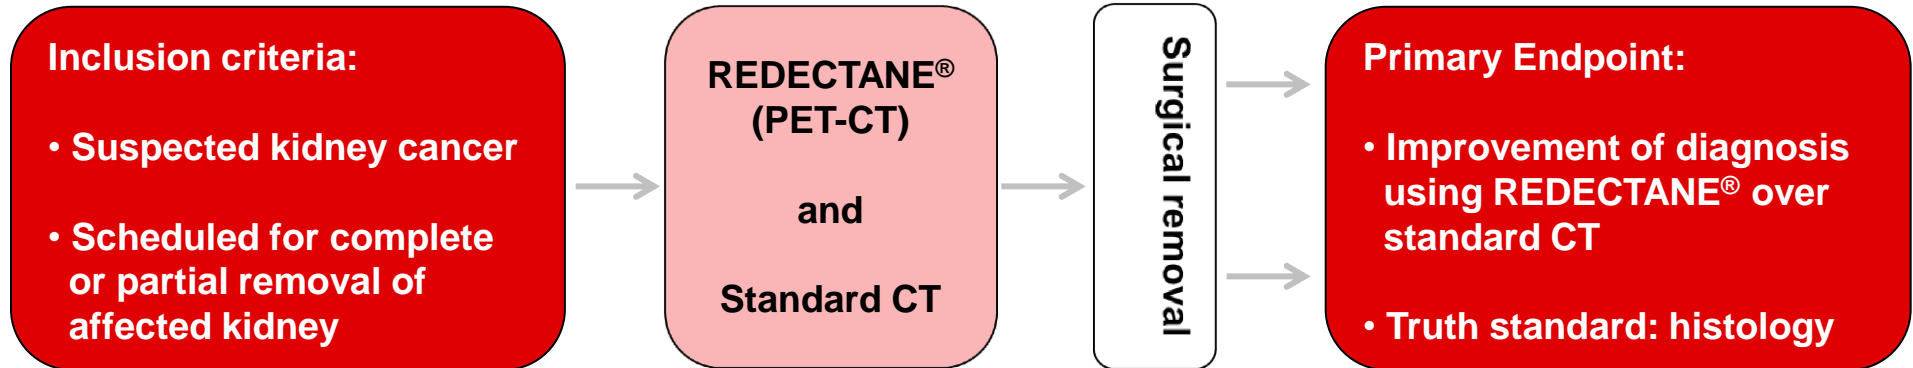 Inclusion criteria:
• Suspected kidney cancer
• Scheduled for complete
or partial removal of
affected kidney
REDECTANE®
(PET-CT)
and
Standard CT
Surgical removal
Primary Endpoint:
• Improvement of diagnosis
using REDECTANE® over
standard CT
• Truth standard: histology